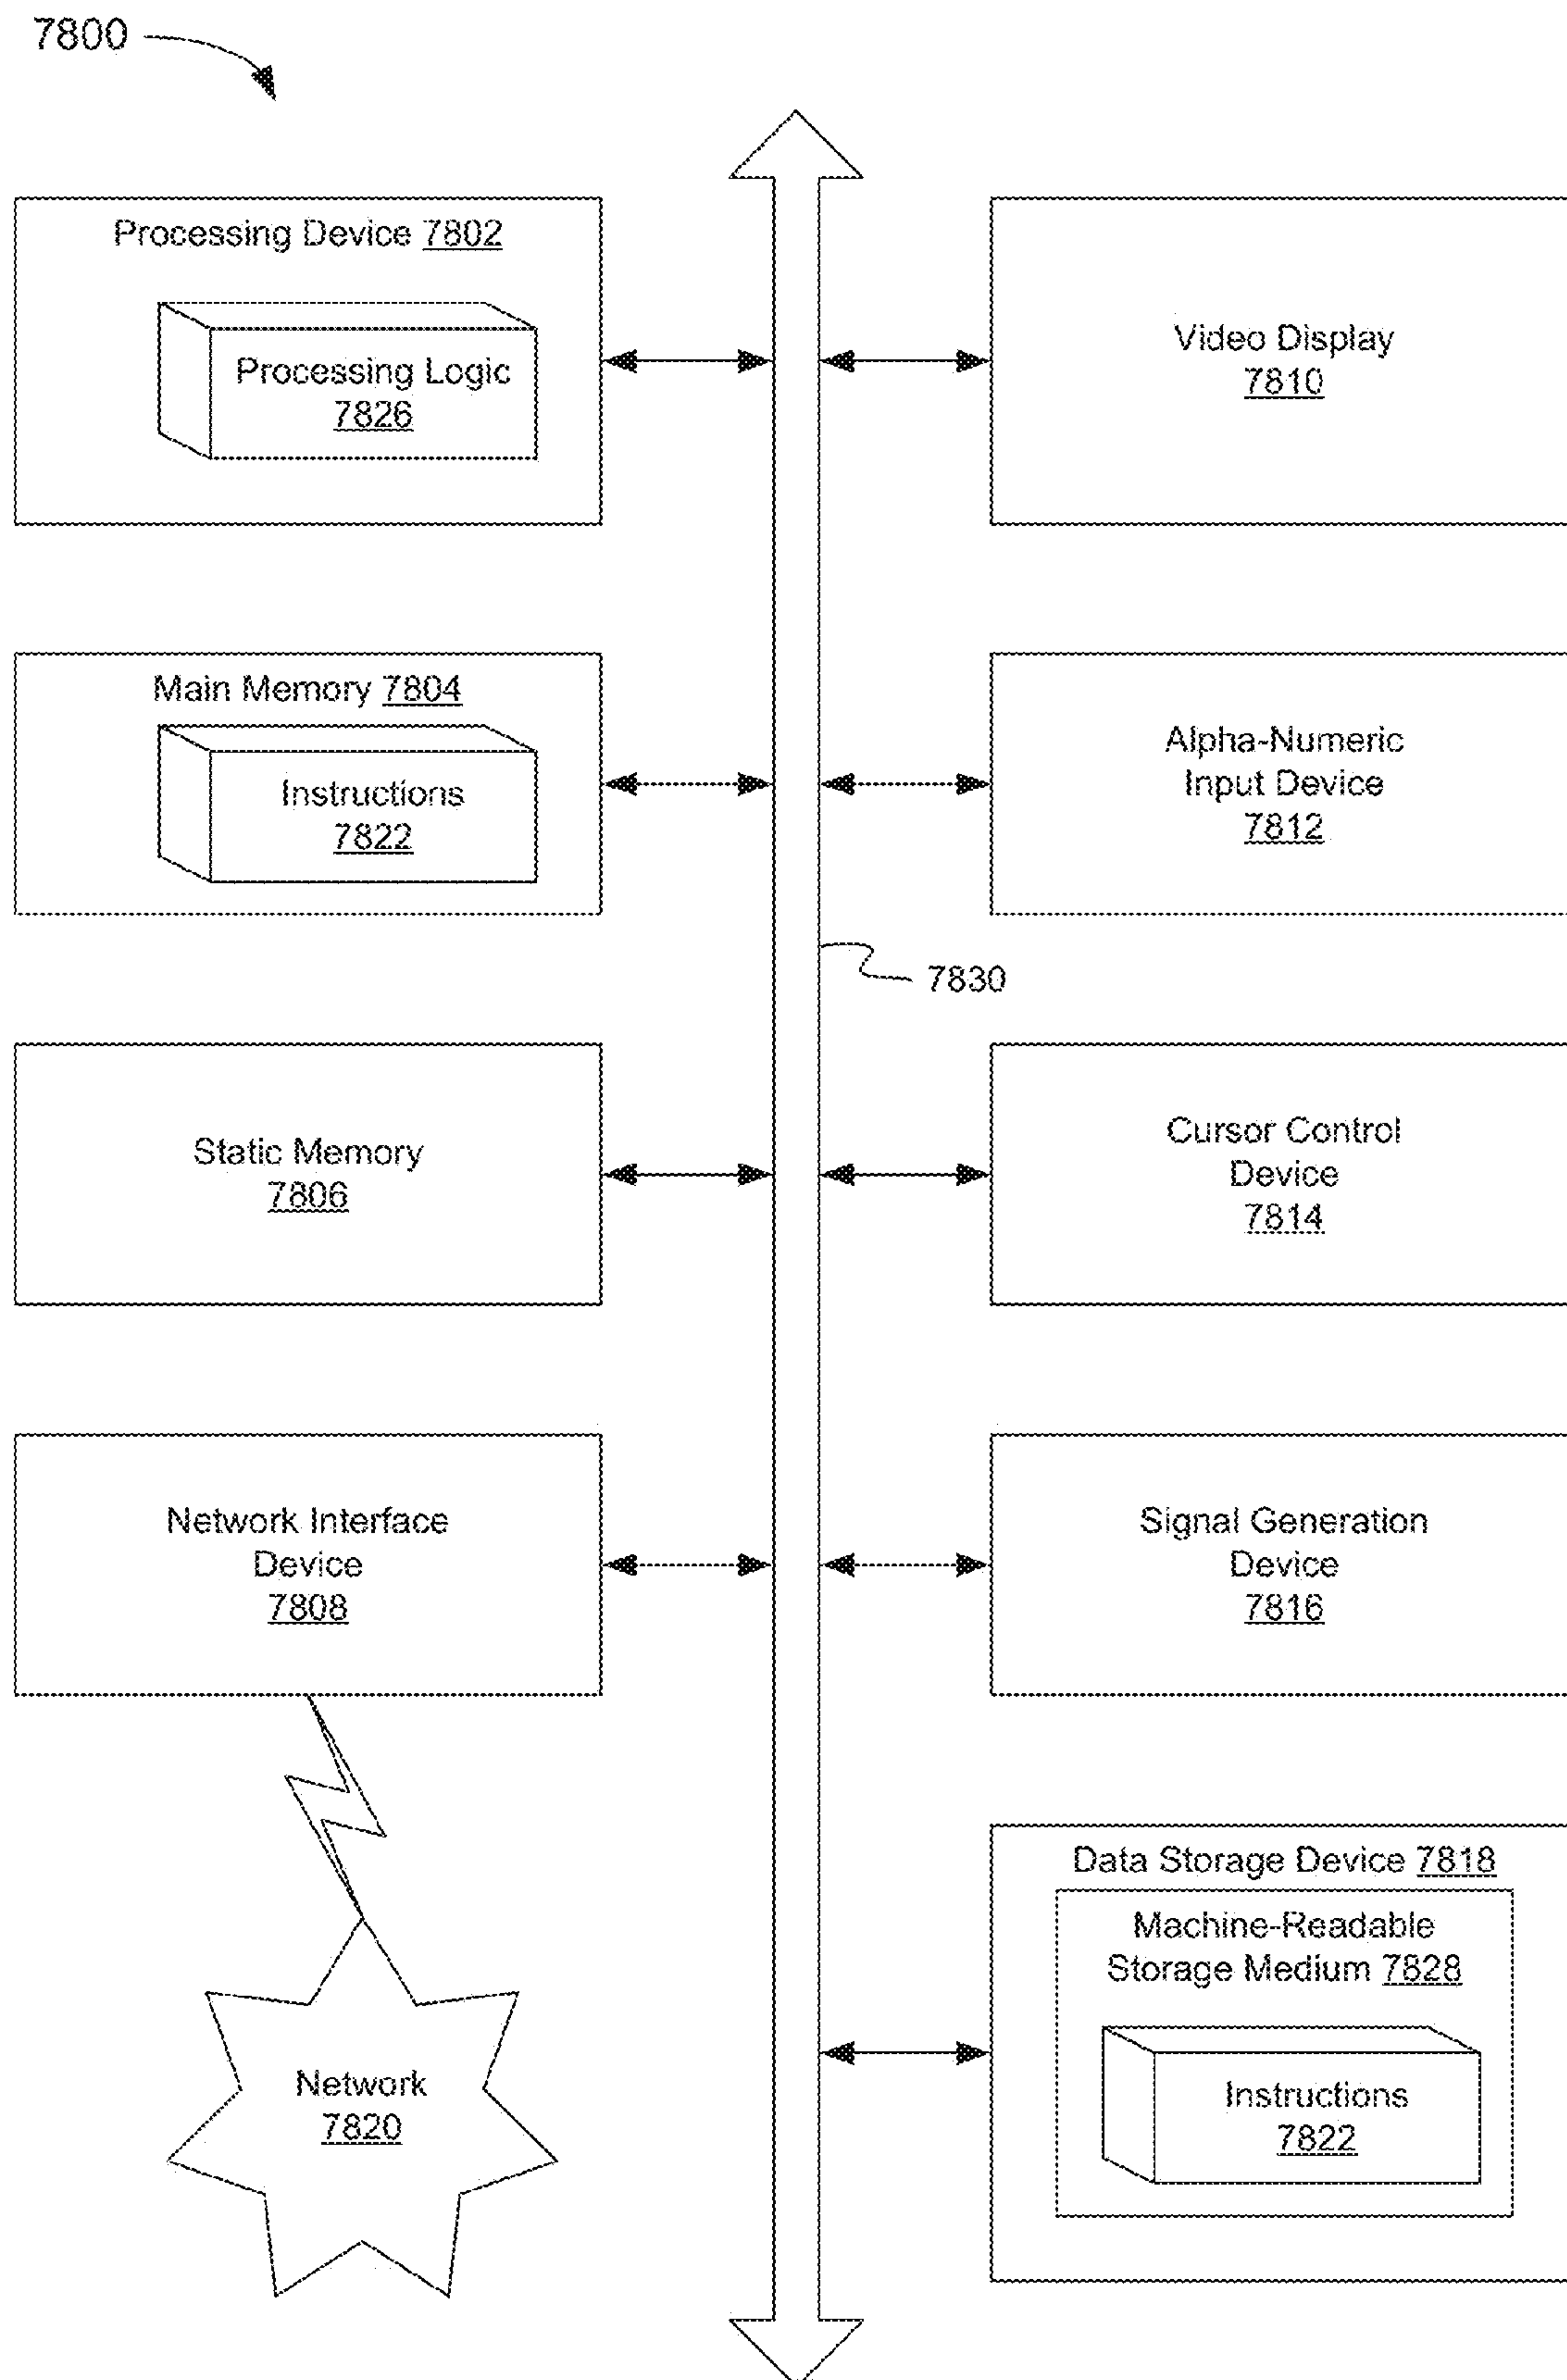 7800
Processing Device 7802
Processing Logic
7826
Video Display
7810
Main Memory 7804
Instructions
7822
Alpha-Numeric
Input Device
7812
7830
Static Memory
7806
Cursor Control
Device
7814
Network Interface
Device
7808
Signal Generation
Device
7816
Data Storage Device 7818
Machine-Readable
Storage Medium 7828
Instructions
7822
Network
7820